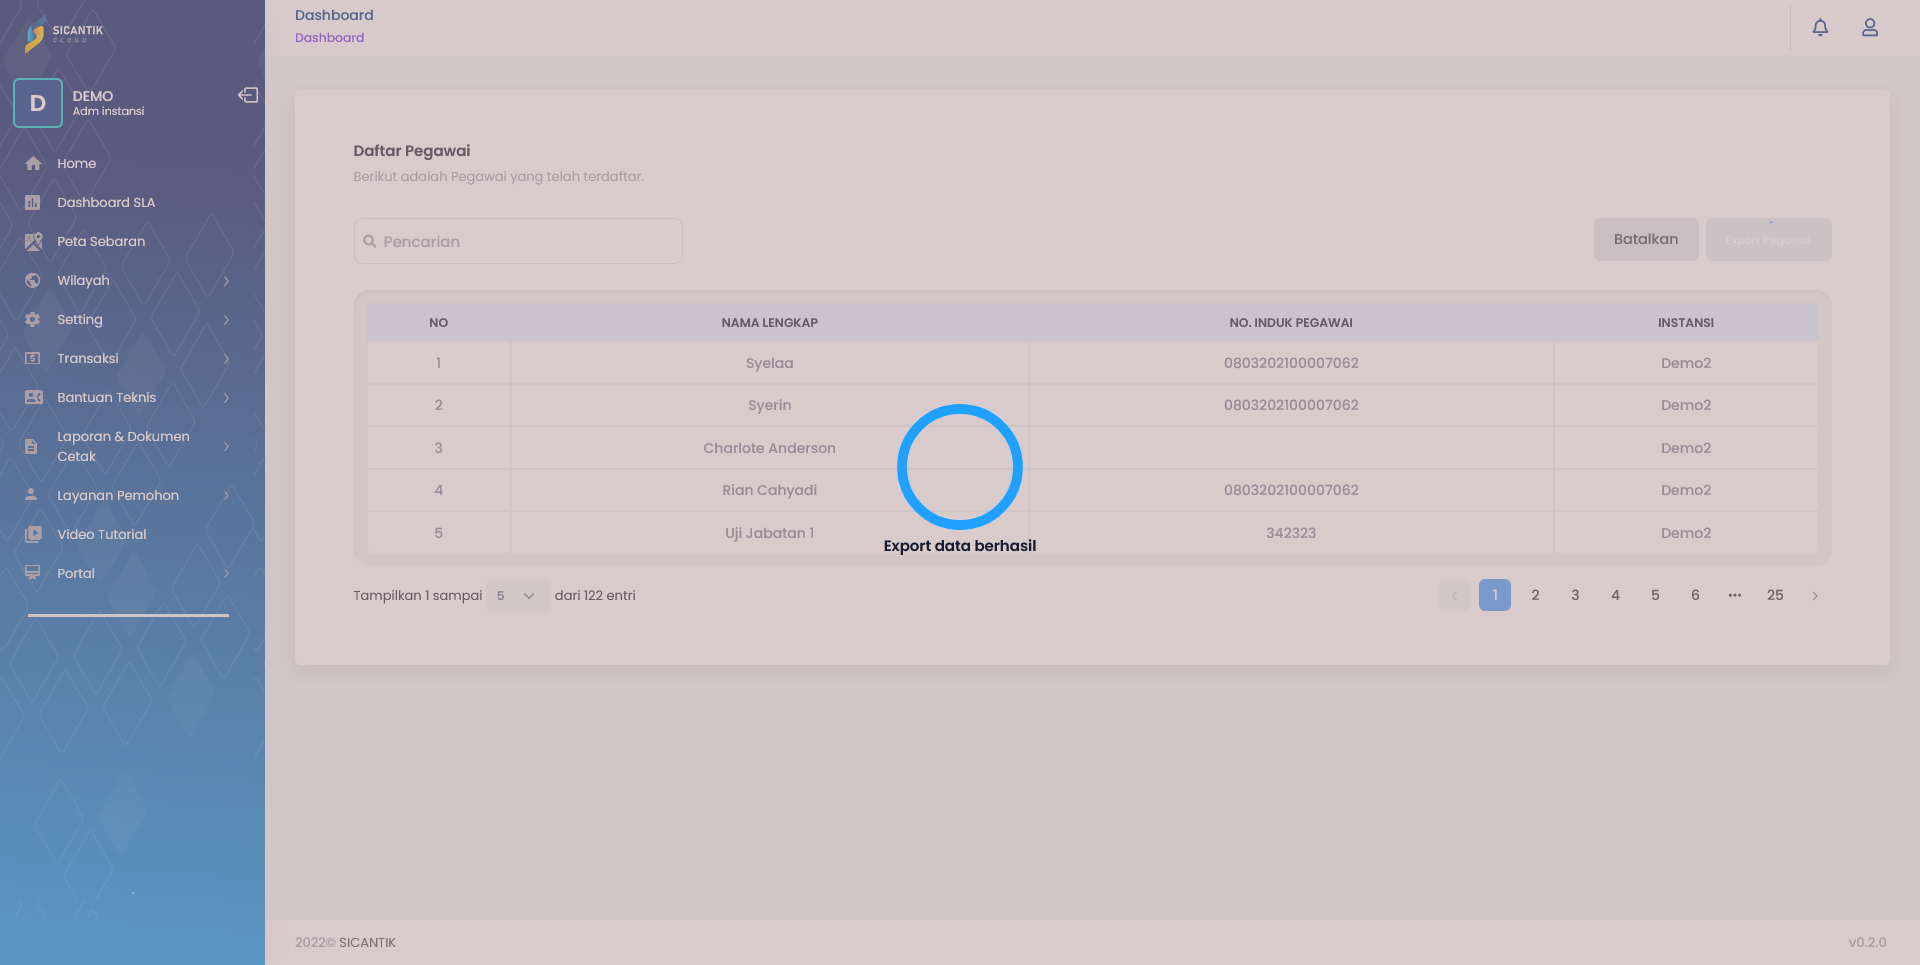 SICANTIK
CLOUD
D
DEMO
Adm instansi
Home
Dashboard SLA
Peta Sebaran
Wilayah
Setting
Transaksi
Bantuan Teknis
Laporan & Dokumen
Cetak
Layanan Pemohon
Video Tutorial
Portal
Dashboard
Dashboard
Daftar Pegawai
Berikut adalah Pegawai yang telah terdaftar.
Pencarian
Batalkan
Export Pegawai
NO NAMA LENGKAP NO. INDUK PEGAWAI INSTANSI
1 Syelaa 0803202100007062 Demo2
2 Syerin 0803202100007062 Demo2
3 Charlote Anderson Demo2
4 Rian Cahyadi 0803202100007062 Demo2
5 Uji Jabatan 1 342323 Demo2
Export data berhasil
Tampilkan 1 sampai 5 dari 122 entri
1 2 3 4 5 6 ••• 25
2022© SICANTIK
v0.2.0